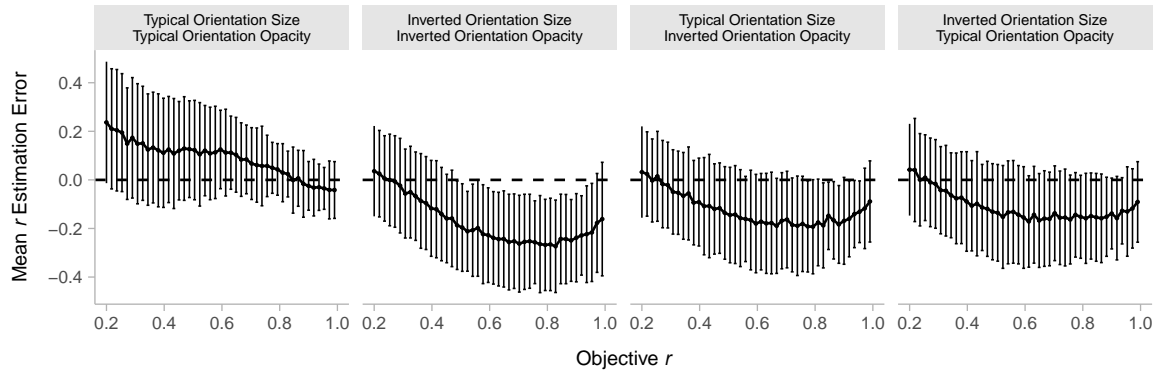 Typical Orientation Size
Typical Orientation Opacity
Inverted Orientation Size
Inverted Orientation Opacity
Typical Orientation Size
Inverted Orientation Opacity
Inverted Orientation Size
Typical Orientation Opacity
Mean r Estimation Error
0.4
0.2
0.0
−0.2
−0.4
0.2 0.4 0.6 0.8 1.0
0.2 0.4 0.6 0.8 1.0
0.2 0.4 0.6 0.8 1.0
0.2 0.4 0.6 0.8 1.0
Objective r